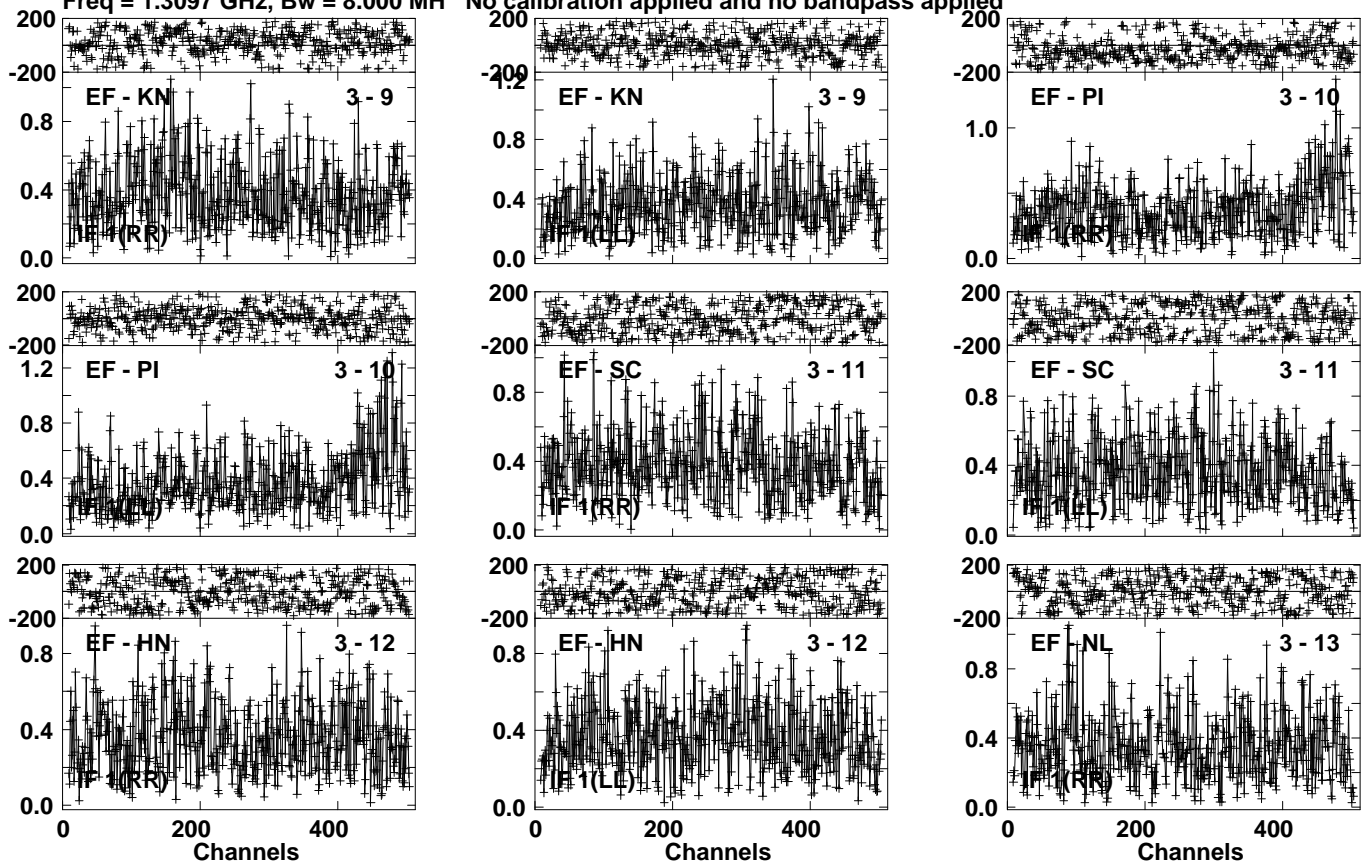 Freq = 1.3097 GHz, Bw = 8.000 MH No calibration applied and no bandpass applied
200 200 200
-200 -200 -200
EF - KN 3 - 9 1.2 EF - KN 3 - 9 EF - PI 3 - 10
0.8 0.8 1.0
0.4 0.4
IF 1(RR) IF 1(LL) IF 1(RR)
0.0 0.0 0.0
200 200 200
-200 -200 -200
1.2 EF - PI 3 - 10 EF - SC 3 - 11 EF - SC 3 - 11
0.8 0.8 0.8
0.4 0.4 0.4
IF 1(LL) IF 1(RR) IF 1(LL)
0.0 0.0 0.0
200 200 200
-200 -200 -200
EF - HN 3 - 12 EF - HN 3 - 12 EF - NL 3 - 13
0.8 0.8 0.8
0.4 0.4 0.4
IF 1(RR) IF 1(LL) IF 1(RR)
0.0 0.0 0.0
0 200 400 0 200 400 0 200 400
Channels Channels Channels